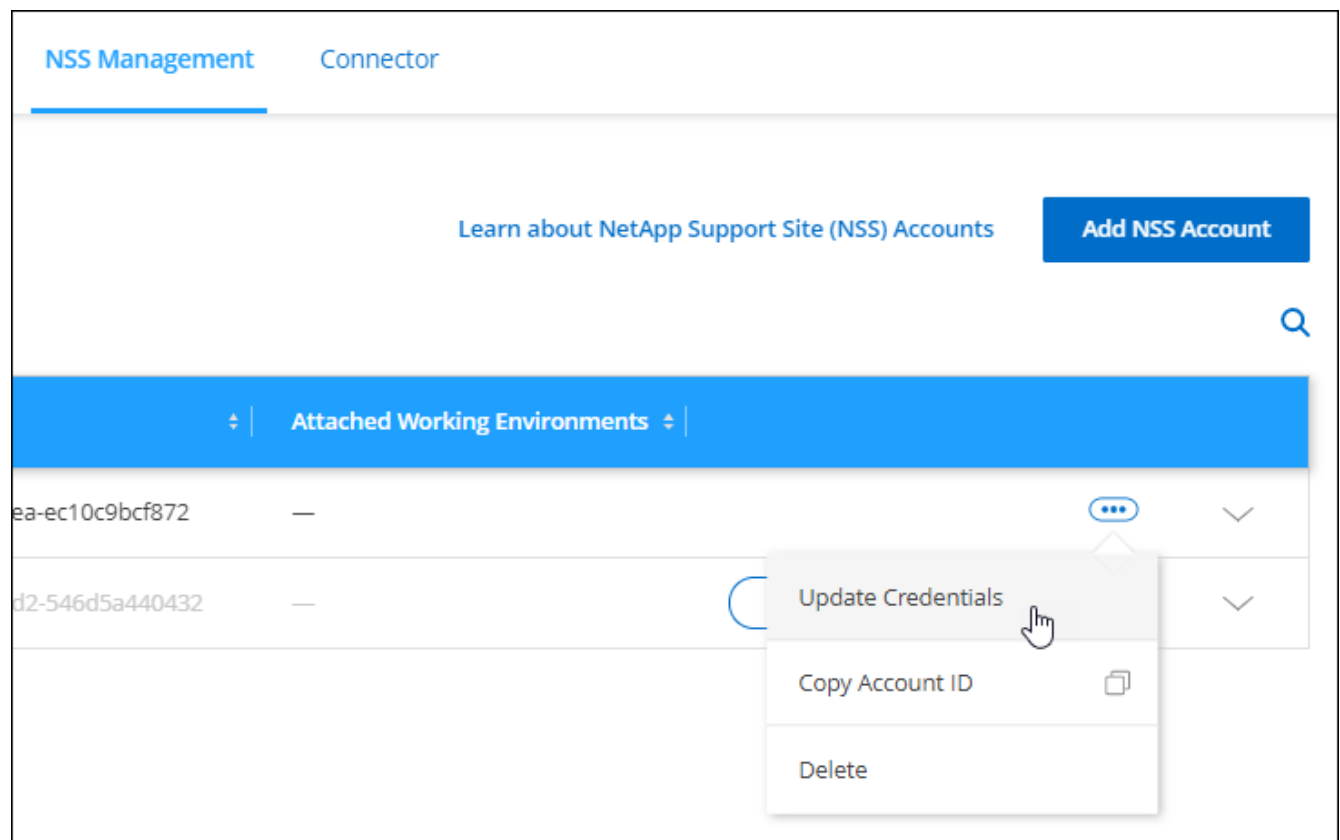 NSS Management Connector
Learn about NetApp Support Site (NSS) Accounts Add NSS Account
Attached Working Environments
ea-ec10c9bcf872 —
d2-546d5a440432 —
Update Credentials
Copy Account ID
Delete